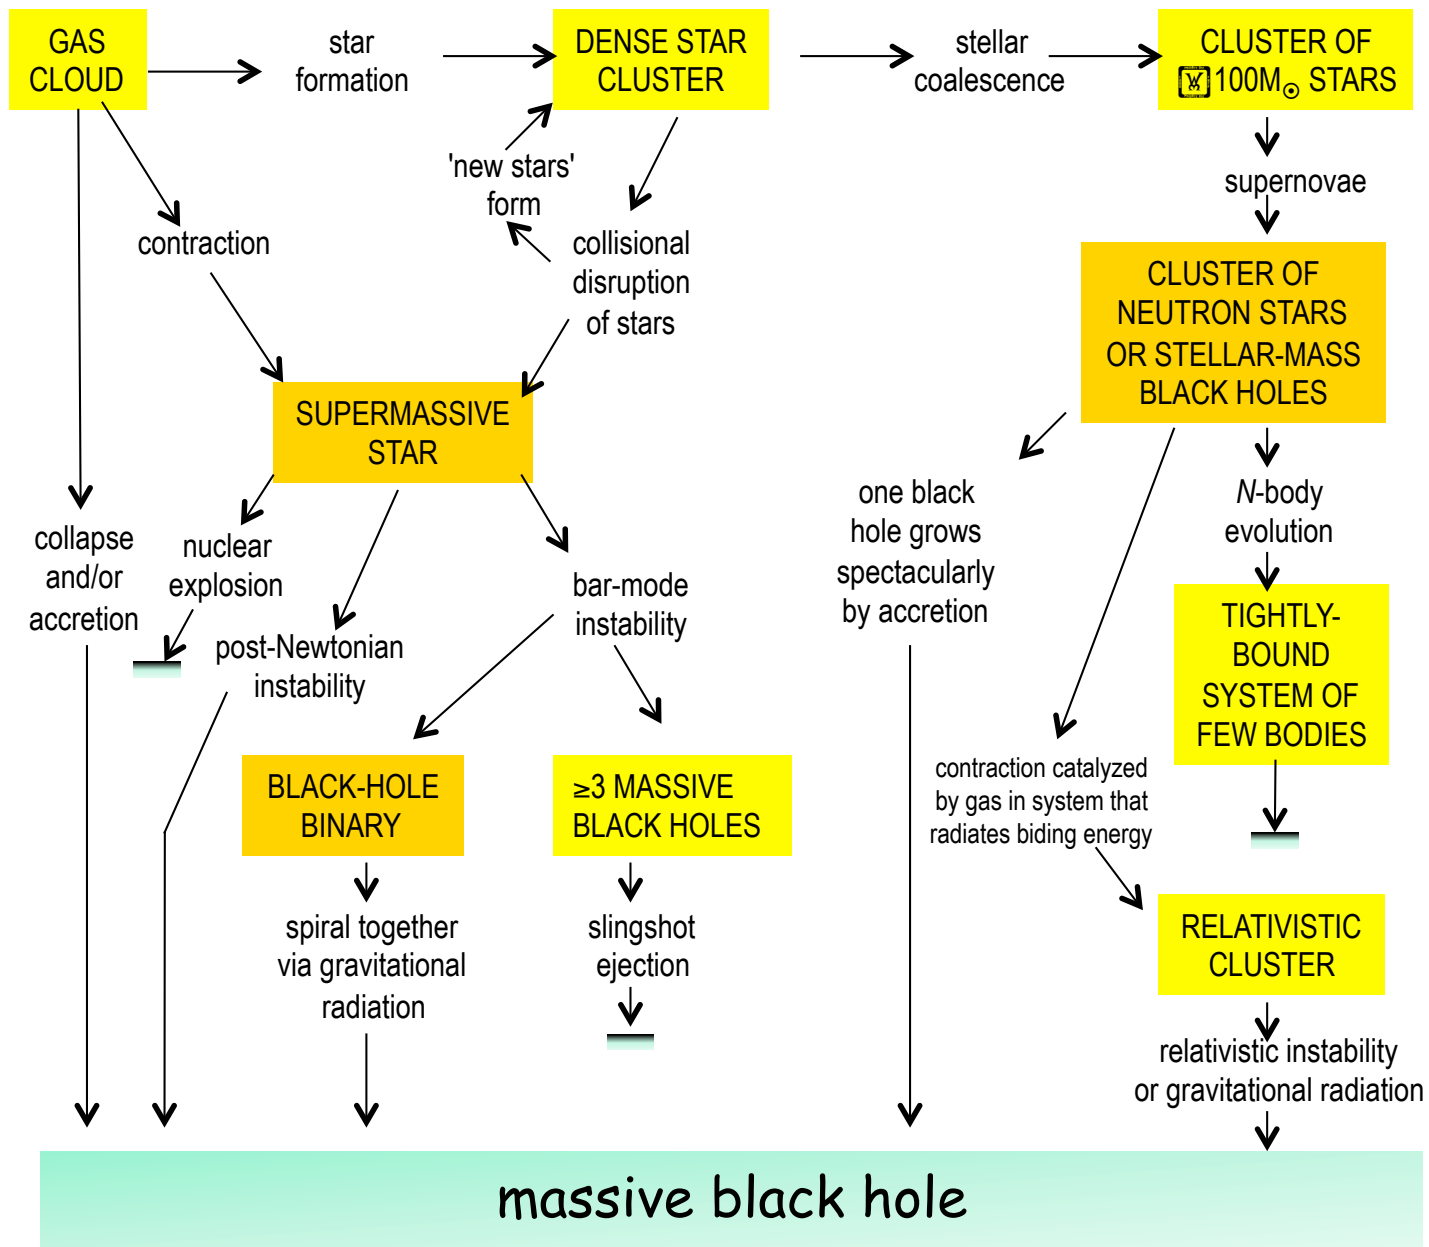 GAS
CLOUD
star
formation
DENSE STAR
CLUSTER
stellar
coalescence
CLUSTER OF
100M☉ STARS
'new stars'
form
supernovae
contraction
collisional
disruption
of stars
CLUSTER OF
NEUTRON STARS
OR STELLAR-MASS
BLACK HOLES
SUPERMASSIVE
STAR
collapse
and/or
accretion
nuclear
explosion
post-Newtonian
instability
bar-mode
instability
one black
hole grows
spectacularly
by accretion
N-body
evolution
TIGHTLY-
BOUND
SYSTEM OF
FEW BODIES
BLACK-HOLE
BINARY
≥3 MASSIVE
BLACK HOLES
contraction catalyzed
by gas in system that
radiates biding energy
spiral together
via gravitational
radiation
slingshot
ejection
RELATIVISTIC
CLUSTER
relativistic instability
or gravitational radiation
massive black hole